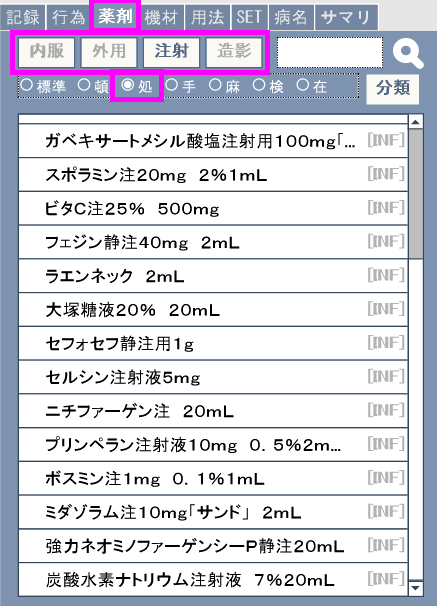 記録 行為 薬剤 機材 用法 SET 病名 サマリ
内服 外用 注射 造影
標準 頓 処 手 麻 検 在 分類
ガベキサートメシル酸塩注射用100mg「... [INF]
スポラミン注20mg 2%1mL [INF]
ビタC注25% 500mg [INF]
フェジン静注40mg 2mL [INF]
ラエンネック 2mL [INF]
大塚糖液20% 20mL [INF]
セフォセフ静注用1g [INF]
セルシン注射液5mg [INF]
ニチファーゲン注 20mL [INF]
プリンペラン注射液10mg 0.5%2m... [INF]
ボスミン注1mg 0.1%1mL [INF]
ミダゾラム注10mg「サンド」 2mL [INF]
強力ネオミノファーゲンシーP静注20mL [INF]
炭酸水素ナトリウム注射液 7%20mL [INF]